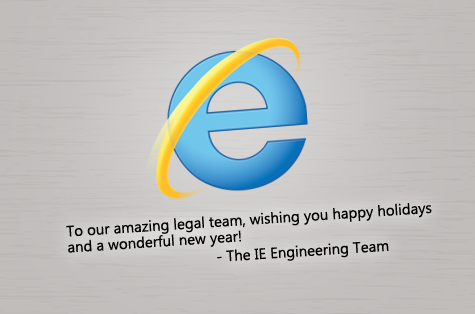 To our amazing legal team, wishing you happy holidays
and a wonderful new year!
- The IE Engineering Team